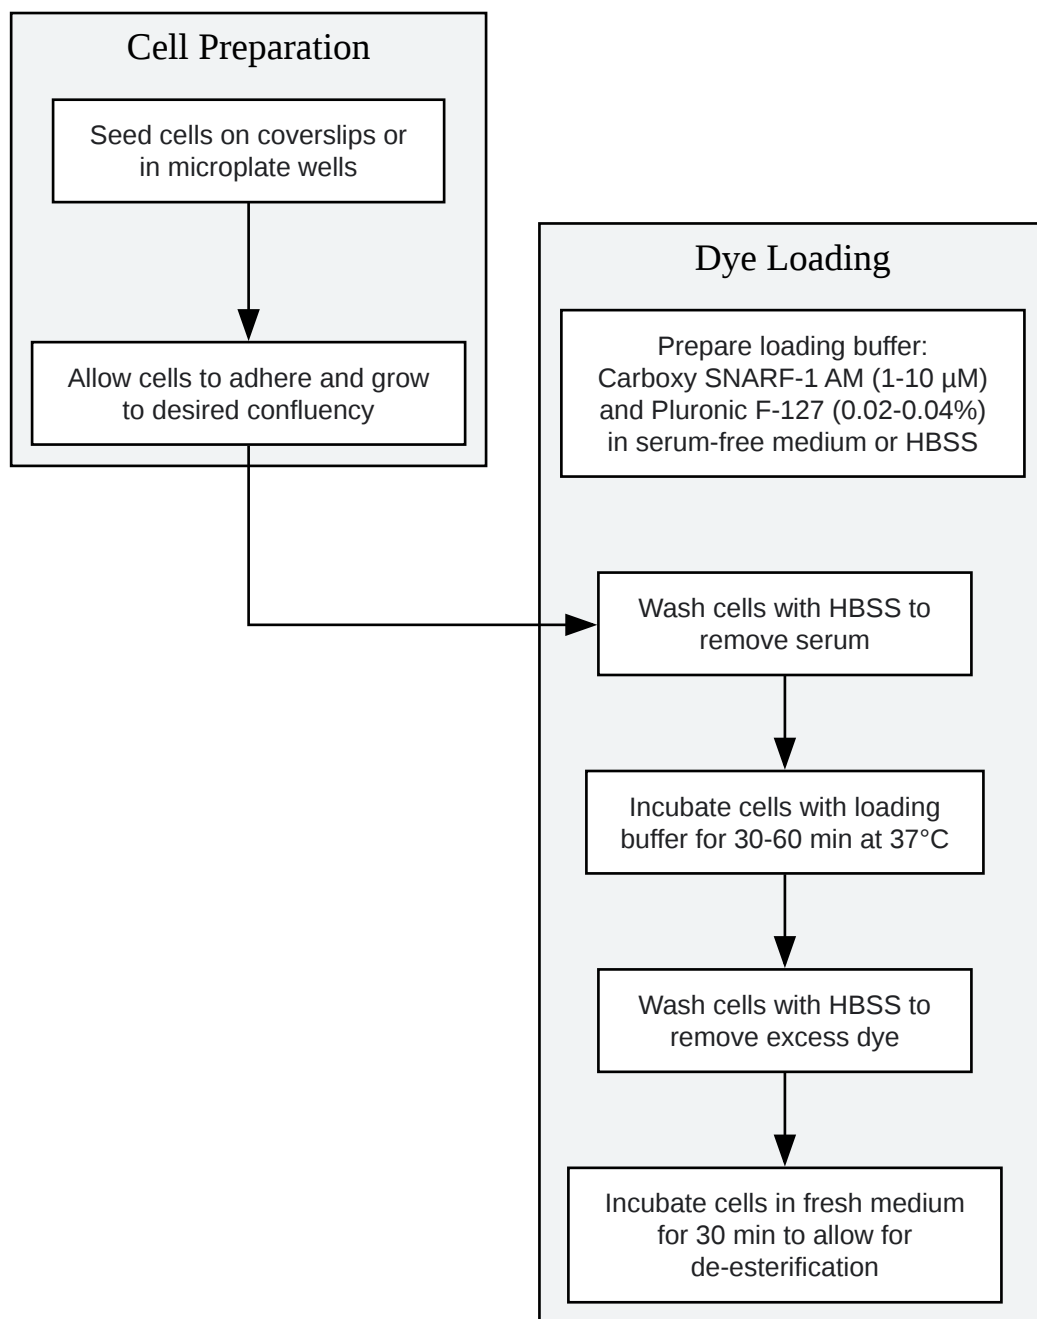 Cell Preparation
Seed cells on coverslips or
in microplate wells
Allow cells to adhere and grow
to desired confluency
Dye Loading
Prepare loading buffer:
Carboxy SNARF-1 AM (1-10 µM)
and Pluronic F-127 (0.02-0.04%)
in serum-free medium or HBSS
Wash cells with HBSS to
remove serum
Incubate cells with loading
buffer for 30-60 min at 37°C
Wash cells with HBSS to
remove excess dye
Incubate cells in fresh medium
for 30 min to allow for
de-esterification